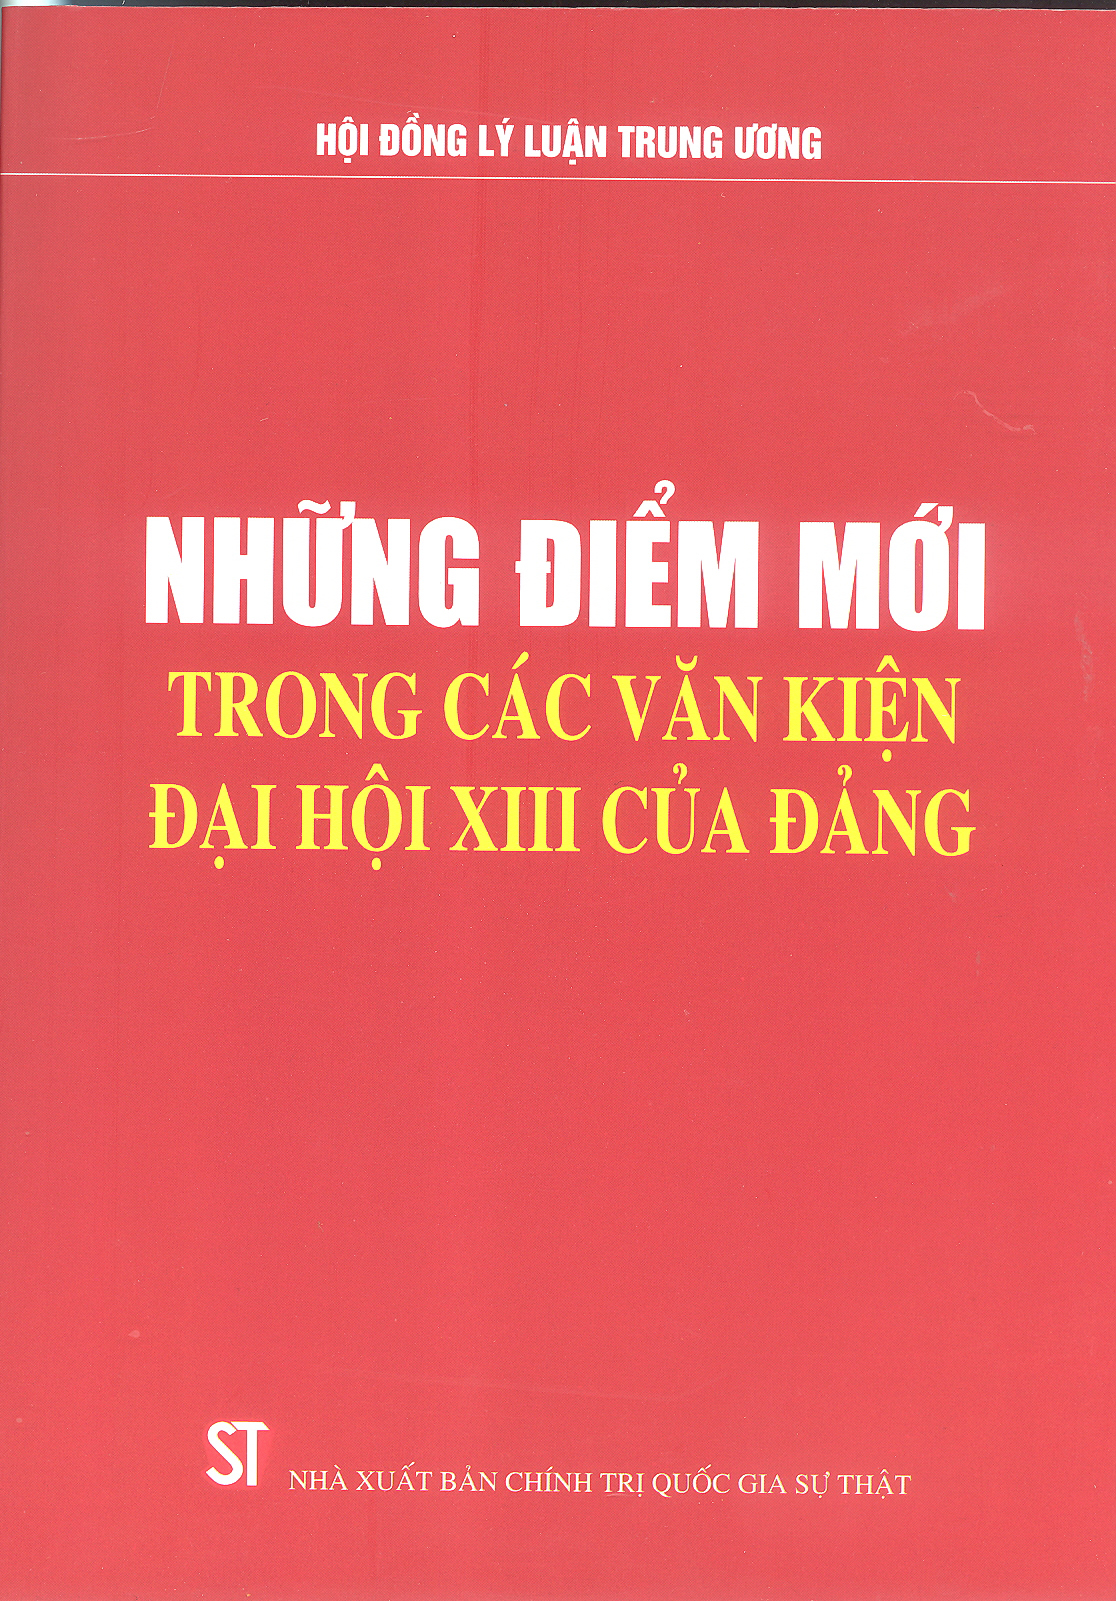 HỘI ĐỒNG LÝ LUẬN TRUNG ƯƠNG
NHỮNG ĐIỂM MỚI
TRONG CÁC VĂN KIỆN
ĐẠI HỘI XIII CỦA ĐẢNG
ST
NHÀ XUẤT BẢN CHÍNH TRỊ QUỐC GIA SỰ THẬT